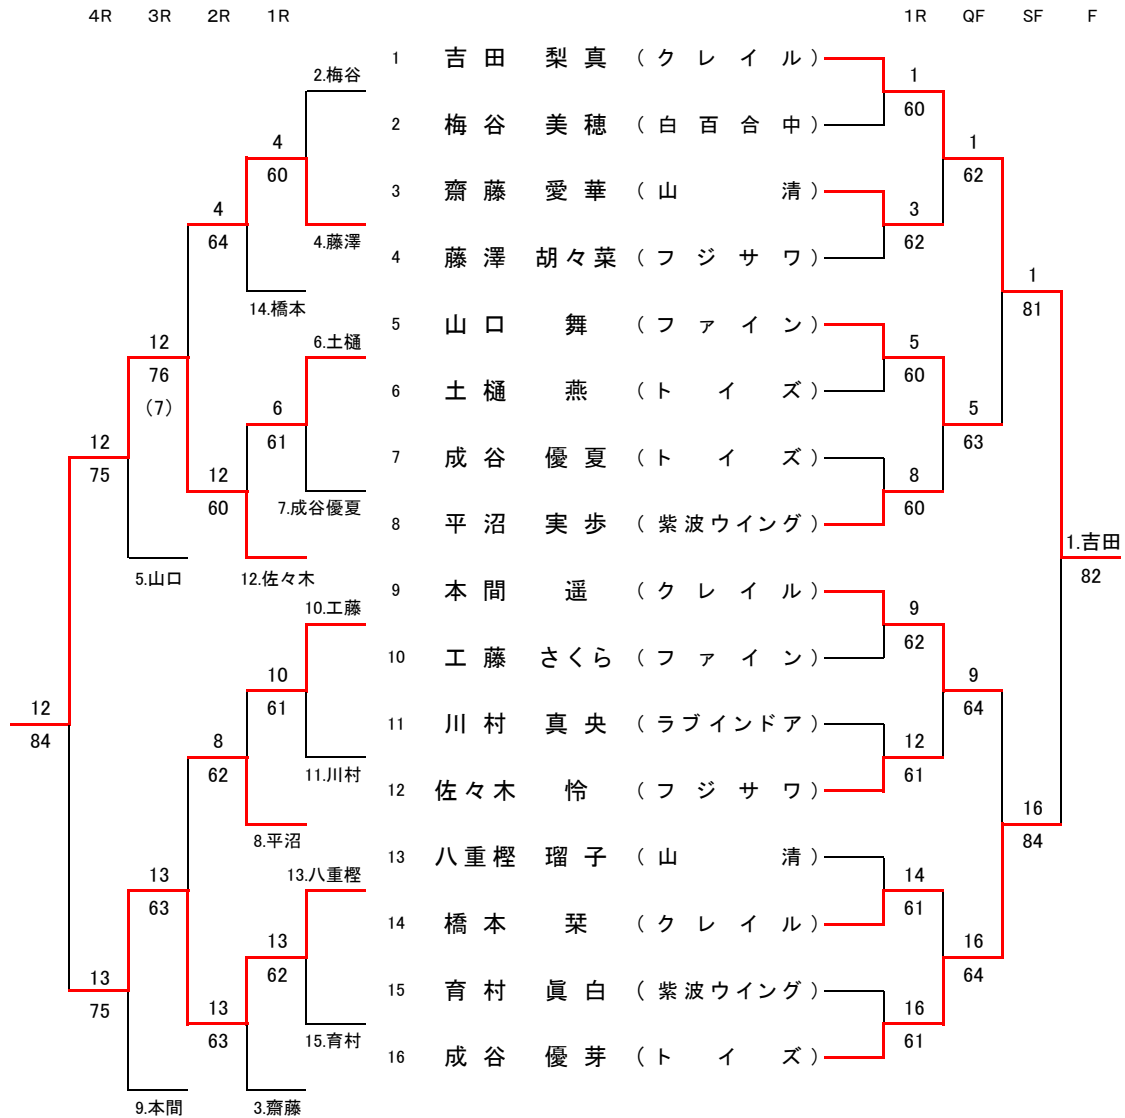 4R 3R 2R 1R 1R QF SF F
1 吉田 梨真 (クレイル)
2.梅谷
1
60
2 梅谷 美穂 (白百合中)
4
60
1
62
3 齋藤 愛華 (山清)
4
64
3
62
4.藤澤
4 藤澤 胡々菜 (フジサワ)
14.橋本
1
81
5 山口 舞 (ファイン)
6.土樋
12
76
(7)
5
60
6 土樋 燕 (トイズ)
6
61
5
63
12
75
7 成谷 優夏 (トイズ)
12
60
8
60
7.成谷優夏
8 平沼 実歩 (紫波ウイング)
5.山口
12.佐々木
1.吉田
82
9 本間 遥 (クレイル)
10.工藤
9
62
10 工藤 さくら (ファイン)
10
61
9
64
12
84
11 川村 真央 (ラブインドア)
8
62
12
61
11.川村
12 佐々木 怜 (フジサワ)
8.平沼
16
84
13 八重樫 瑠子 (山清)
13.八重樫
13
63
14
61
14 橋本 栞 (クレイル)
13
62
16
64
13
75
15 育村 眞白 (紫波ウイング)
13
63
16
61
15.育村
16 成谷 優芽 (トイズ)
9.本間
3.齋藤